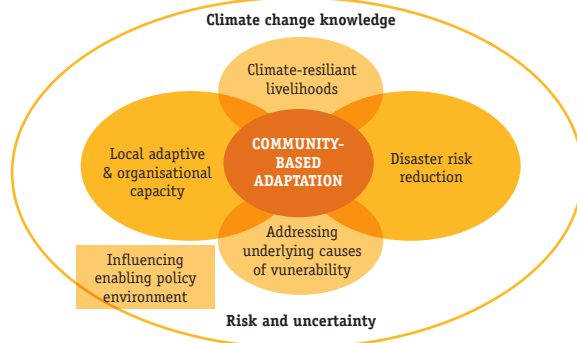 Climate change knowledge
Climate-resiliant
livelihoods
Local adaptive
& organisational
capacity
COMMUNITY-
BASED
ADAPTATION
Disaster risk
reduction
Addressing
underlying causes
of vunerability
Influencing
enabling policy
environment
Risk and uncertainty